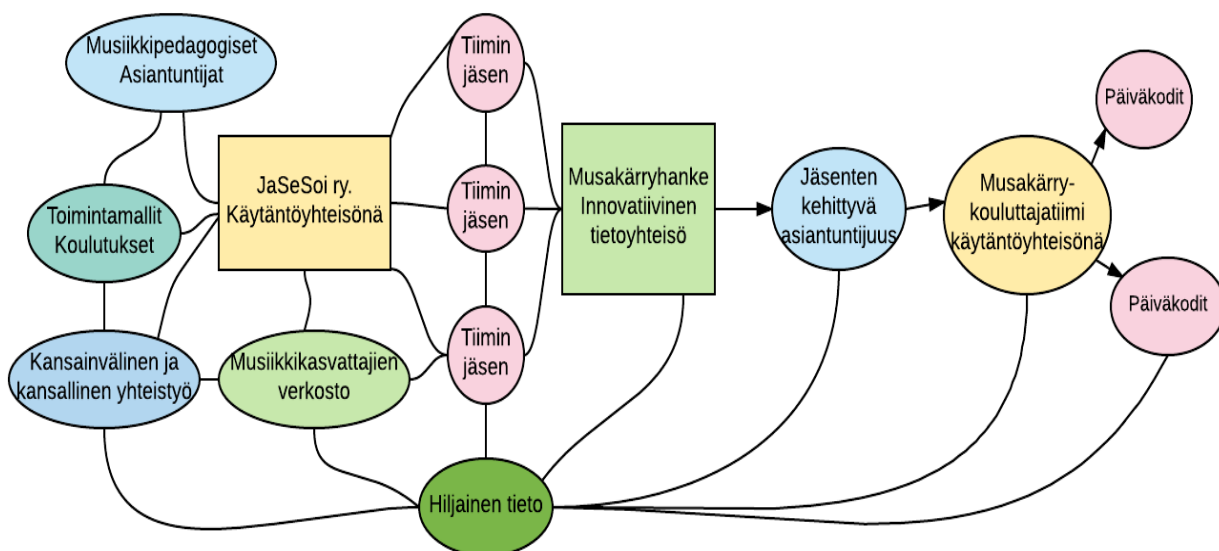 Musiikkipedagogiset
Asiantuntijat
Toimintamallit
Koulutukset
Kansainvälinen ja
kansallinen yhteistyö
JaSeSoi ry.
Käytäntöyhteisönä
Musiikkikasvattajien
verkosto
Tiimin
jäsen
Tiimin
jäsen
Tiimin
jäsen
Hiljainen tieto
Musakärryhanke
Innovatiivinen
tietoyhteisö
Jäsenten
kehittyvä
asiantuntijuus
Musakärry-
kouluttajatiimi
käytäntöyhteisönä
Päiväkodit
Päiväkodit